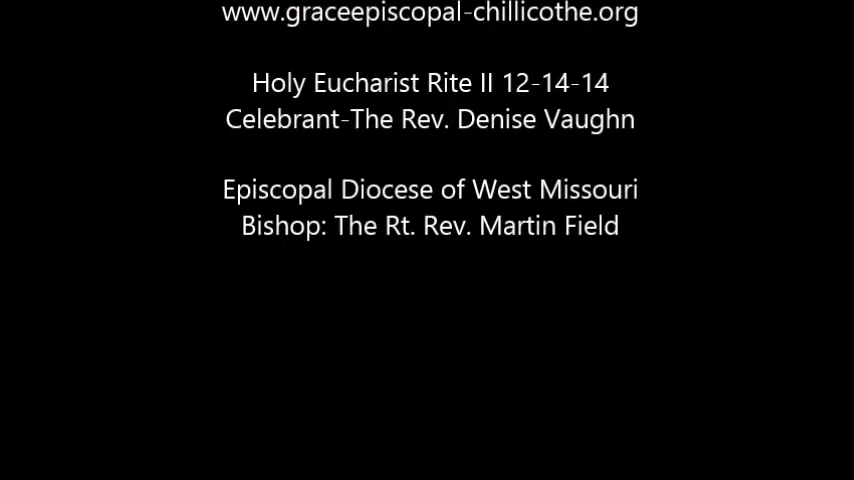 www.graceepiscopal-chillicothe.org
Holy Eucharist Rite II 12-14-14
Celebrant-The Rev. Denise Vaughn
Episcopal Diocese of West Missouri
Bishop: The Rt. Rev. Martin Field